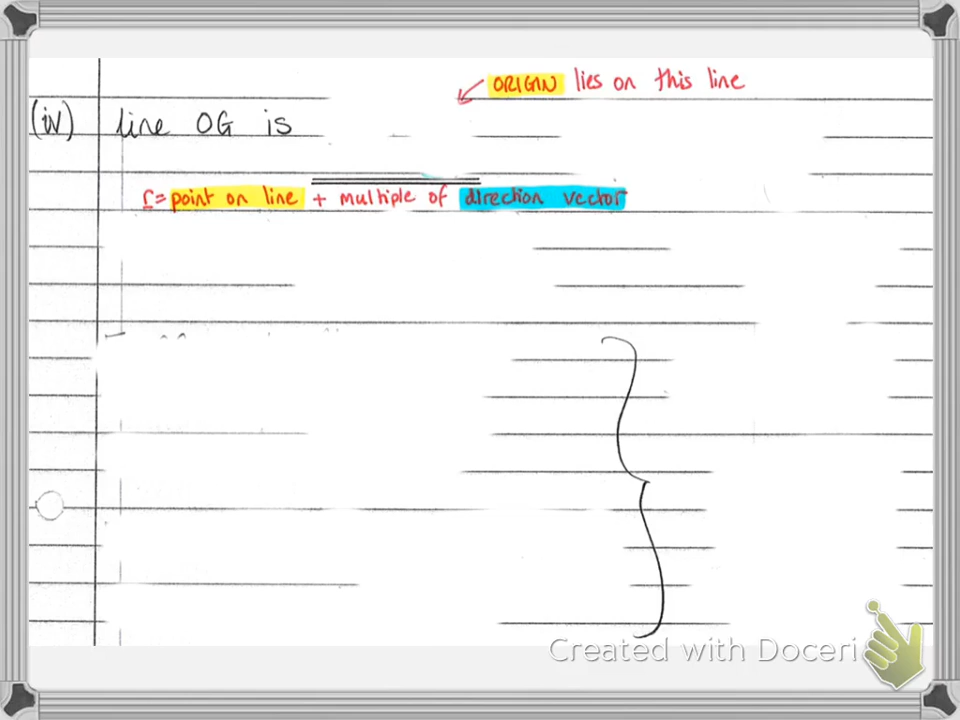 ORIGIN lies on this line
(iv) line OG is
r = point on line + multiple of direction vector
Created with Doceri